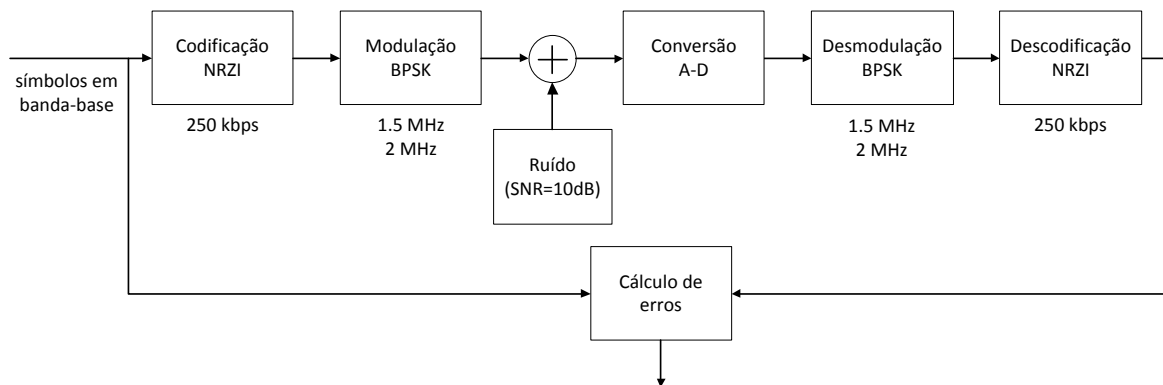 Codificação
NRZI
Modulação
BPSK
Conversão
A-D
Desmodulação
BPSK
Descodificação
NRZI
símbolos em
banda-base
250 kbps
1.5 MHz
2 MHz
Ruído
(SNR=10dB)
1.5 MHz
2 MHz
250 kbps
Cálculo de
erros